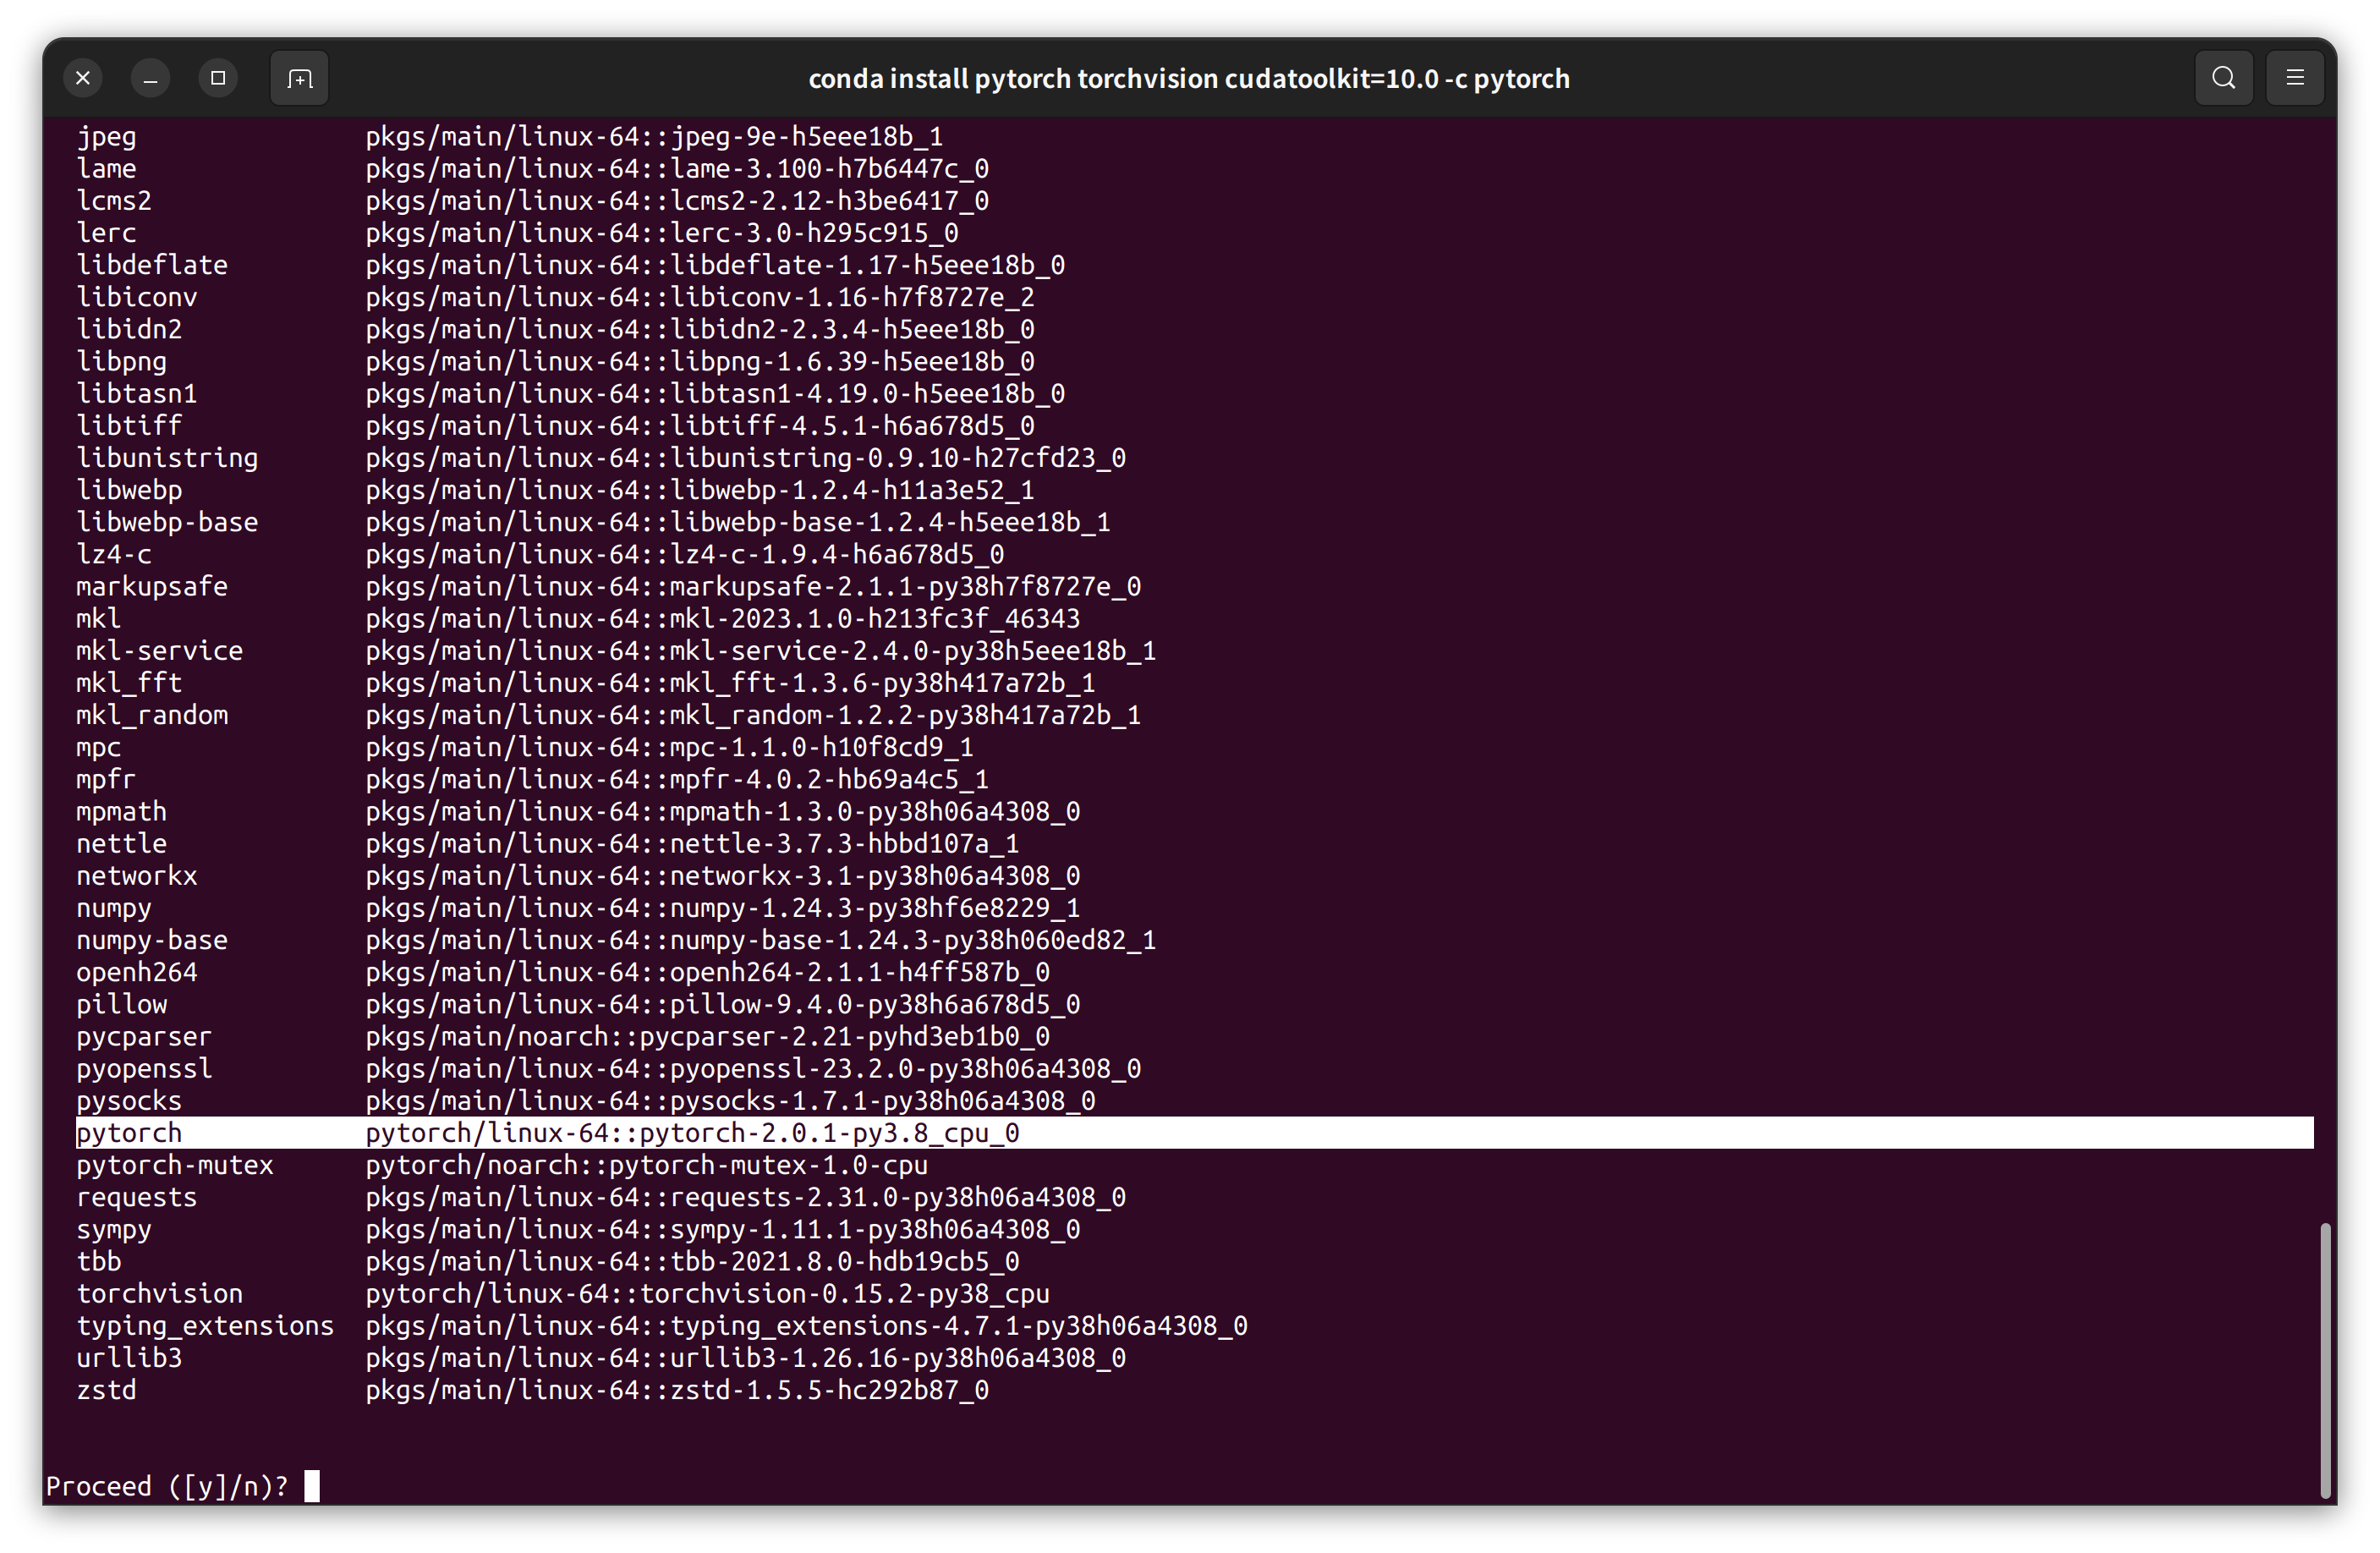 conda install pytorch torchvision cudatoolkit=10.0 -c pytorch
jpeg pkgs/main/linux-64::jpeg-9e-h5eee18b_1
lame pkgs/main/linux-64::lame-3.100-h7b6447c_0
lcms2 pkgs/main/linux-64::lcms2-2.12-h3be6417_0
lerc pkgs/main/linux-64::lerc-3.0-h295c915_0
libdeflate pkgs/main/linux-64::libdeflate-1.17-h5eee18b_0
libiconv pkgs/main/linux-64::libiconv-1.16-h7f8727e_2
libidn2 pkgs/main/linux-64::libidn2-2.3.4-h5eee18b_0
libpng pkgs/main/linux-64::libpng-1.6.39-h5eee18b_0
libtasn1 pkgs/main/linux-64::libtasn1-4.19.0-h5eee18b_0
libtiff pkgs/main/linux-64::libtiff-4.5.1-h6a678d5_0
libunistring pkgs/main/linux-64::libunistring-0.9.10-h27cfd23_0
libwebp pkgs/main/linux-64::libwebp-1.2.4-h11a3e52_1
libwebp-base pkgs/main/linux-64::libwebp-base-1.2.4-h5eee18b_1
lz4-c pkgs/main/linux-64::lz4-c-1.9.4-h6a678d5_0
markupsafe pkgs/main/linux-64::markupsafe-2.1.1-py38h7f8727e_0
mkl pkgs/main/linux-64::mkl-2023.1.0-h213fc3f_46343
mkl-service pkgs/main/linux-64::mkl-service-2.4.0-py38h5eee18b_1
mkl_fft pkgs/main/linux-64::mkl_fft-1.3.6-py38h417a72b_1
mkl_random pkgs/main/linux-64::mkl_random-1.2.2-py38h417a72b_1
mpc pkgs/main/linux-64::mpc-1.1.0-h10f8cd9_1
mpfr pkgs/main/linux-64::mpfr-4.0.2-hb69a4c5_1
mpmath pkgs/main/linux-64::mpmath-1.3.0-py38h06a4308_0
nettle pkgs/main/linux-64::nettle-3.7.3-hbbd107a_1
networkx pkgs/main/linux-64::networkx-3.1-py38h06a4308_0
numpy pkgs/main/linux-64::numpy-1.24.3-py38hf6e8229_1
numpy-base pkgs/main/linux-64::numpy-base-1.24.3-py38h060ed82_1
openh264 pkgs/main/linux-64::openh264-2.1.1-h4ff587b_0
pillow pkgs/main/linux-64::pillow-9.4.0-py38h6a678d5_0
pycparser pkgs/main/noarch::pycparser-2.21-pyhd3eb1b0_0
pyopenssl pkgs/main/linux-64::pyopenssl-23.2.0-py38h06a4308_0
pysocks pkgs/main/linux-64::pysocks-1.7.1-py38h06a4308_0
pytorch pytorch/linux-64::pytorch-2.0.1-py3.8_cpu_0
pytorch-mutex pytorch/noarch::pytorch-mutex-1.0-cpu
requests pkgs/main/linux-64::requests-2.31.0-py38h06a4308_0
sympy pkgs/main/linux-64::sympy-1.11.1-py38h06a4308_0
tbb pkgs/main/linux-64::tbb-2021.8.0-hdb19cb5_0
torchvision pytorch/linux-64::torchvision-0.15.2-py38_cpu
typing_extensions pkgs/main/linux-64::typing_extensions-4.7.1-py38h06a4308_0
urllib3 pkgs/main/linux-64::urllib3-1.26.16-py38h06a4308_0
zstd pkgs/main/linux-64::zstd-1.5.5-hc292b87_0
Proceed ([y]/n)?